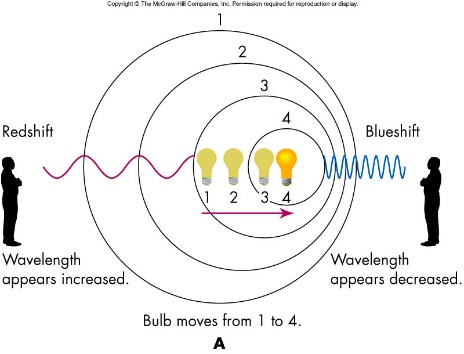 Copyright © The McGraw-Hill Companies, Inc. Permission required for reproduction or display.
1
2
3
4
Redshift
Blueshift
1 2 3 4
Wavelength
appears increased.
Wavelength
appears decreased.
Bulb moves from 1 to 4.
A